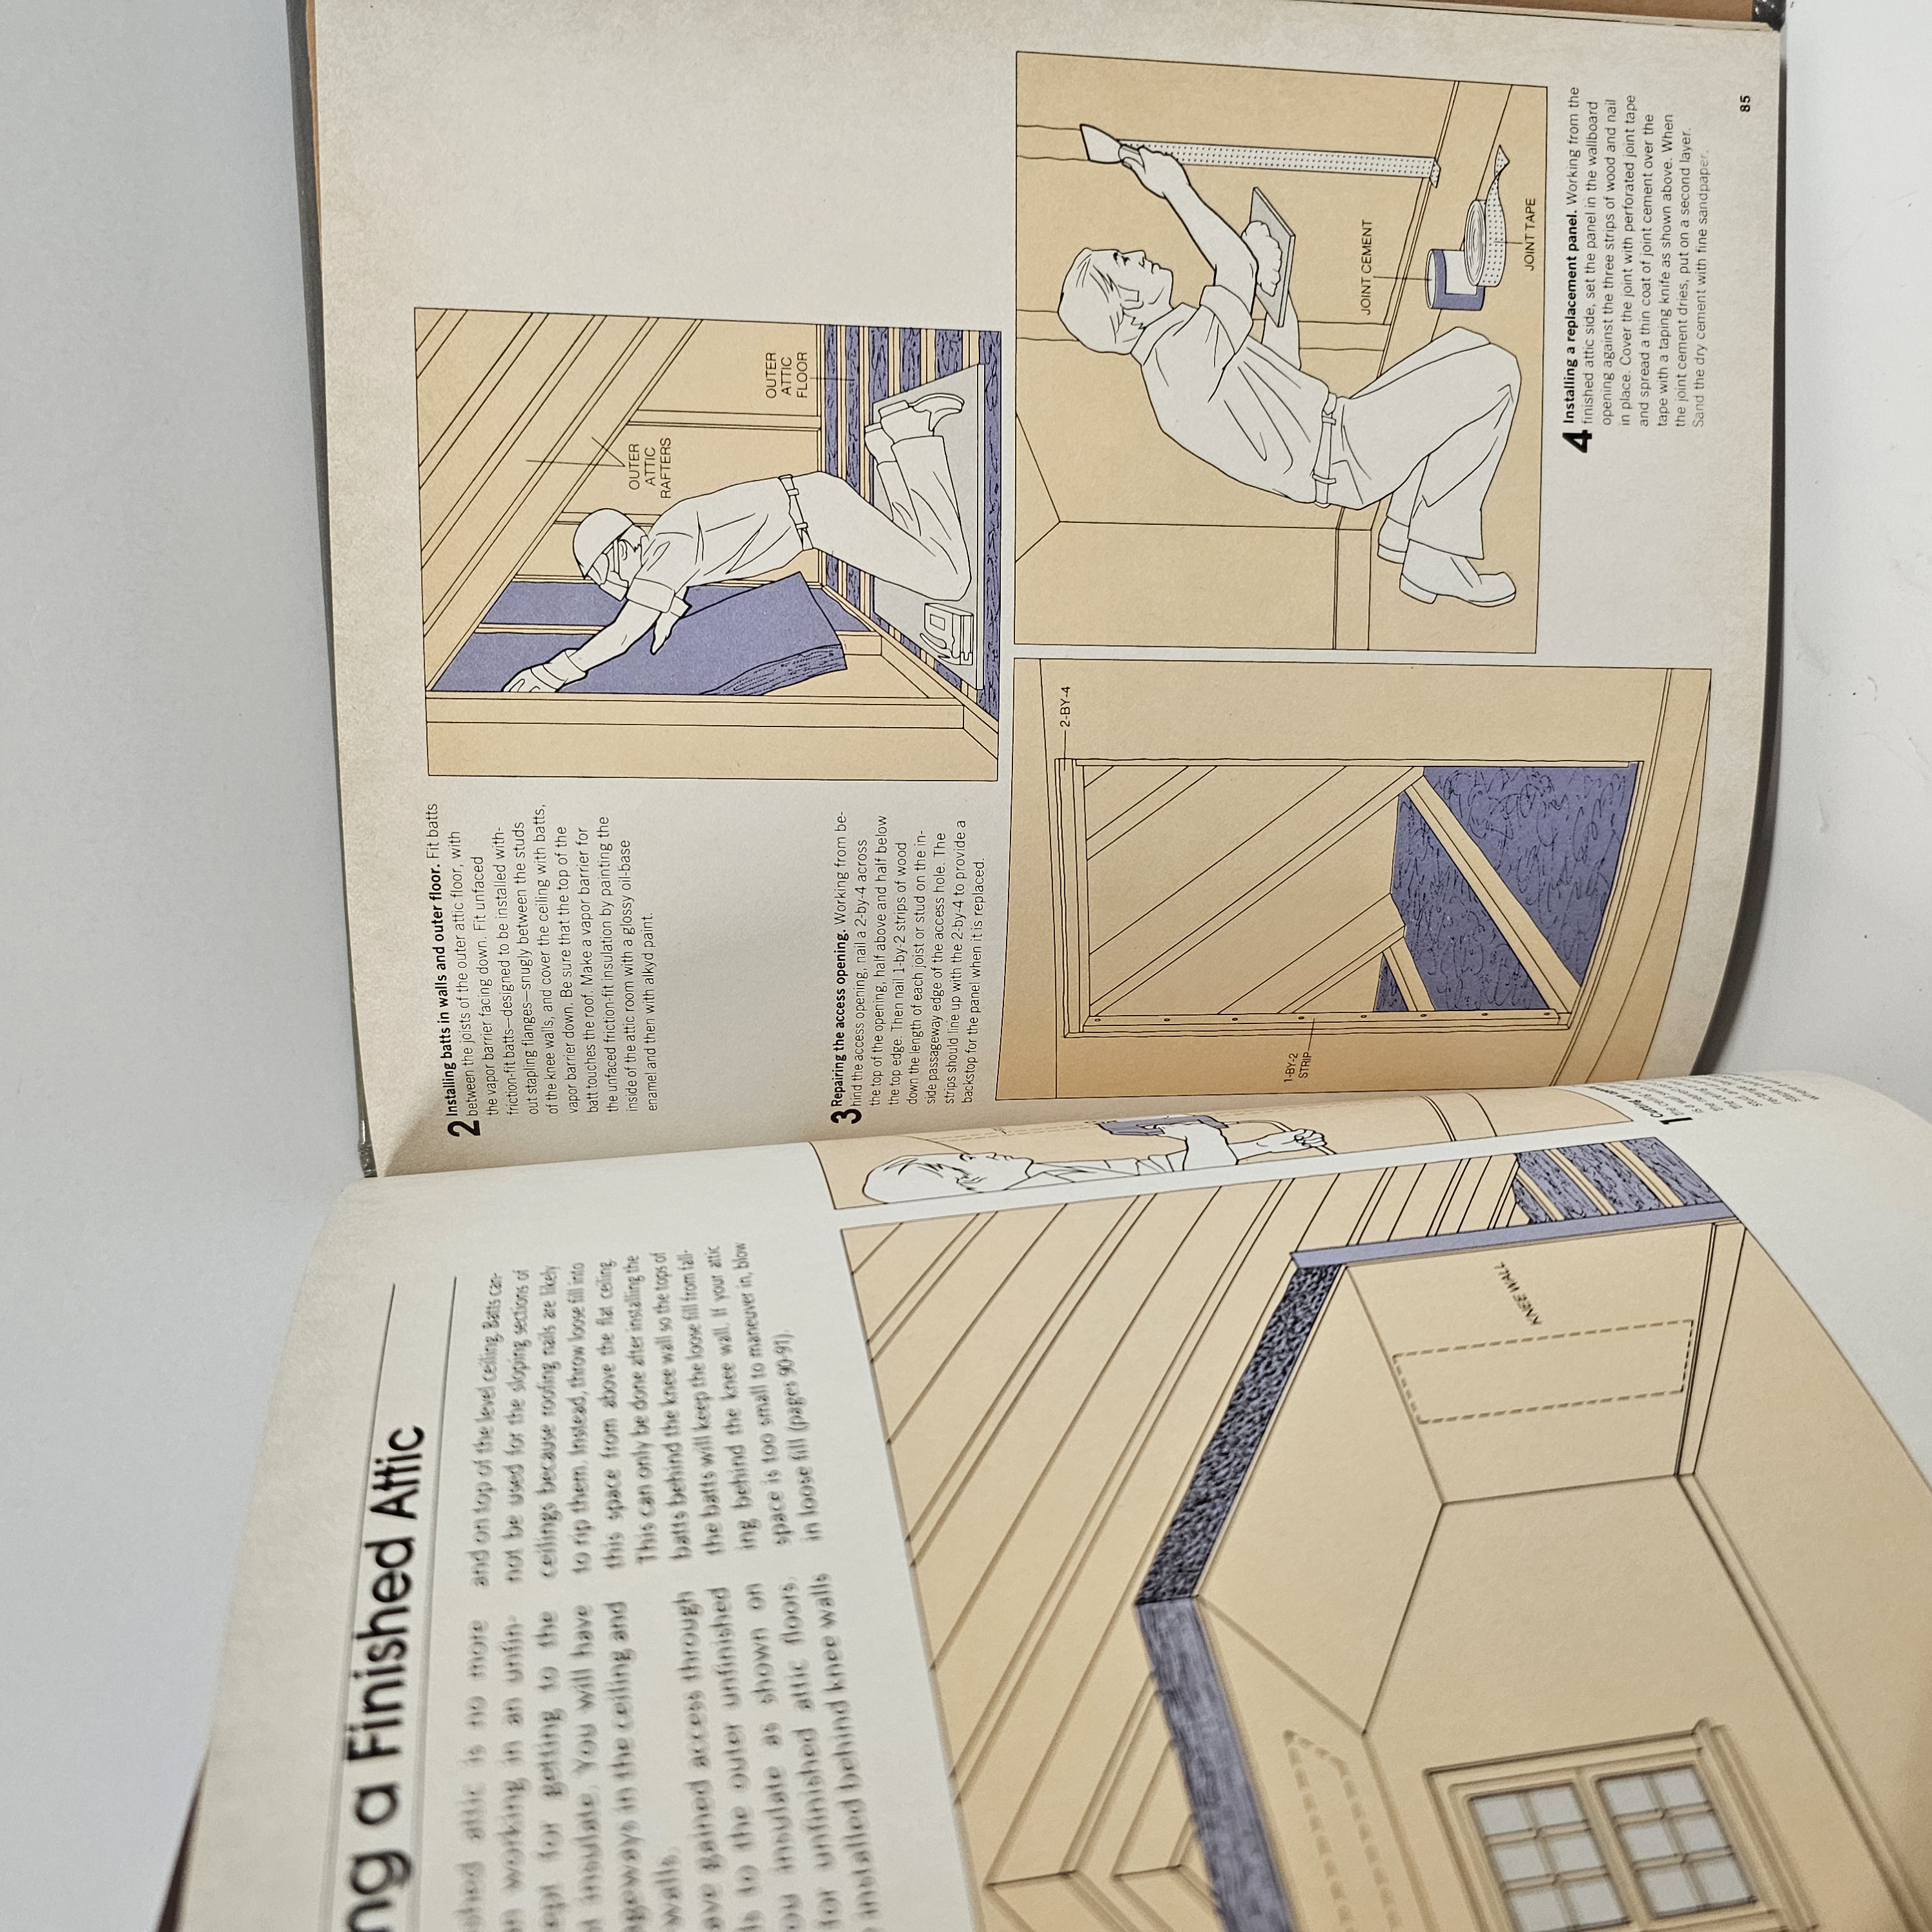 ng a Finished Attic
shed attic is no more
working in an unfin-
ept for getting to the
insulate. You will have
ageways in the ceiling and
walls.
ave gained access through
ls to the outer unfinished
ou insulate as shown on
for unfinished attic floors.
installed behind knee walls
and on top of the level ceiling. Batts can-
not be used for the sloping sections of
ceilings because roofing nails are likely
to rip them. Instead, throw loose fill into
this space from above the flat ceiling.
This can only be done after installing the
batts behind the knee wall so the tops of
the batts will keep the loose fill from fall-
ing behind the knee wall. If your attic
space is too small to maneuver in, blow
in loose fill (pages 90-91).
KNEE WALL
1 Cutting
2 Installing batts in walls and outer floor. Fit batts
between the joists of the outer attic floor, with
the vapor barrier facing down. Fit unfaced
friction-fit batts—designed to be installed with-
out stapling flanges—snugly between the studs
of the knee walls, and cover the ceiling with batts,
vapor barrier down. Be sure that the top of the
batt touches the roof. Make a vapor barrier for
the unfaced friction-fit insulation by painting the
inside of the attic room with a glossy oil-base
enamel and then with alkyd paint.
OUTER
ATTIC
RAFTERS
OUTER
ATTIC
FLOOR
3 Repairing the access opening. Working from be-
hind the access opening, nail a 2-by-4 across
the top of the opening, half above and half below
the top edge. Then nail 1-by-2 strips of wood
down the length of each joist or stud on the in-
side passageway edge of the access hole. The
strips should line up with the 2-by-4 to provide a
backstop for the panel when it is replaced.
2-BY-4
1-BY-2
STRIP
JOINT CEMENT
JOINT TAPE
4 Installing a replacement panel. Working from the
finished attic side, set the panel in the wallboard
opening against the three strips of wood and nail
in place. Cover the joint with perforated joint tape
and spread a thin coat of joint cement over the
tape with a taping knife as shown above. When
the joint cement dries, put on a second layer.
Sand the dry cement with fine sandpaper.
85